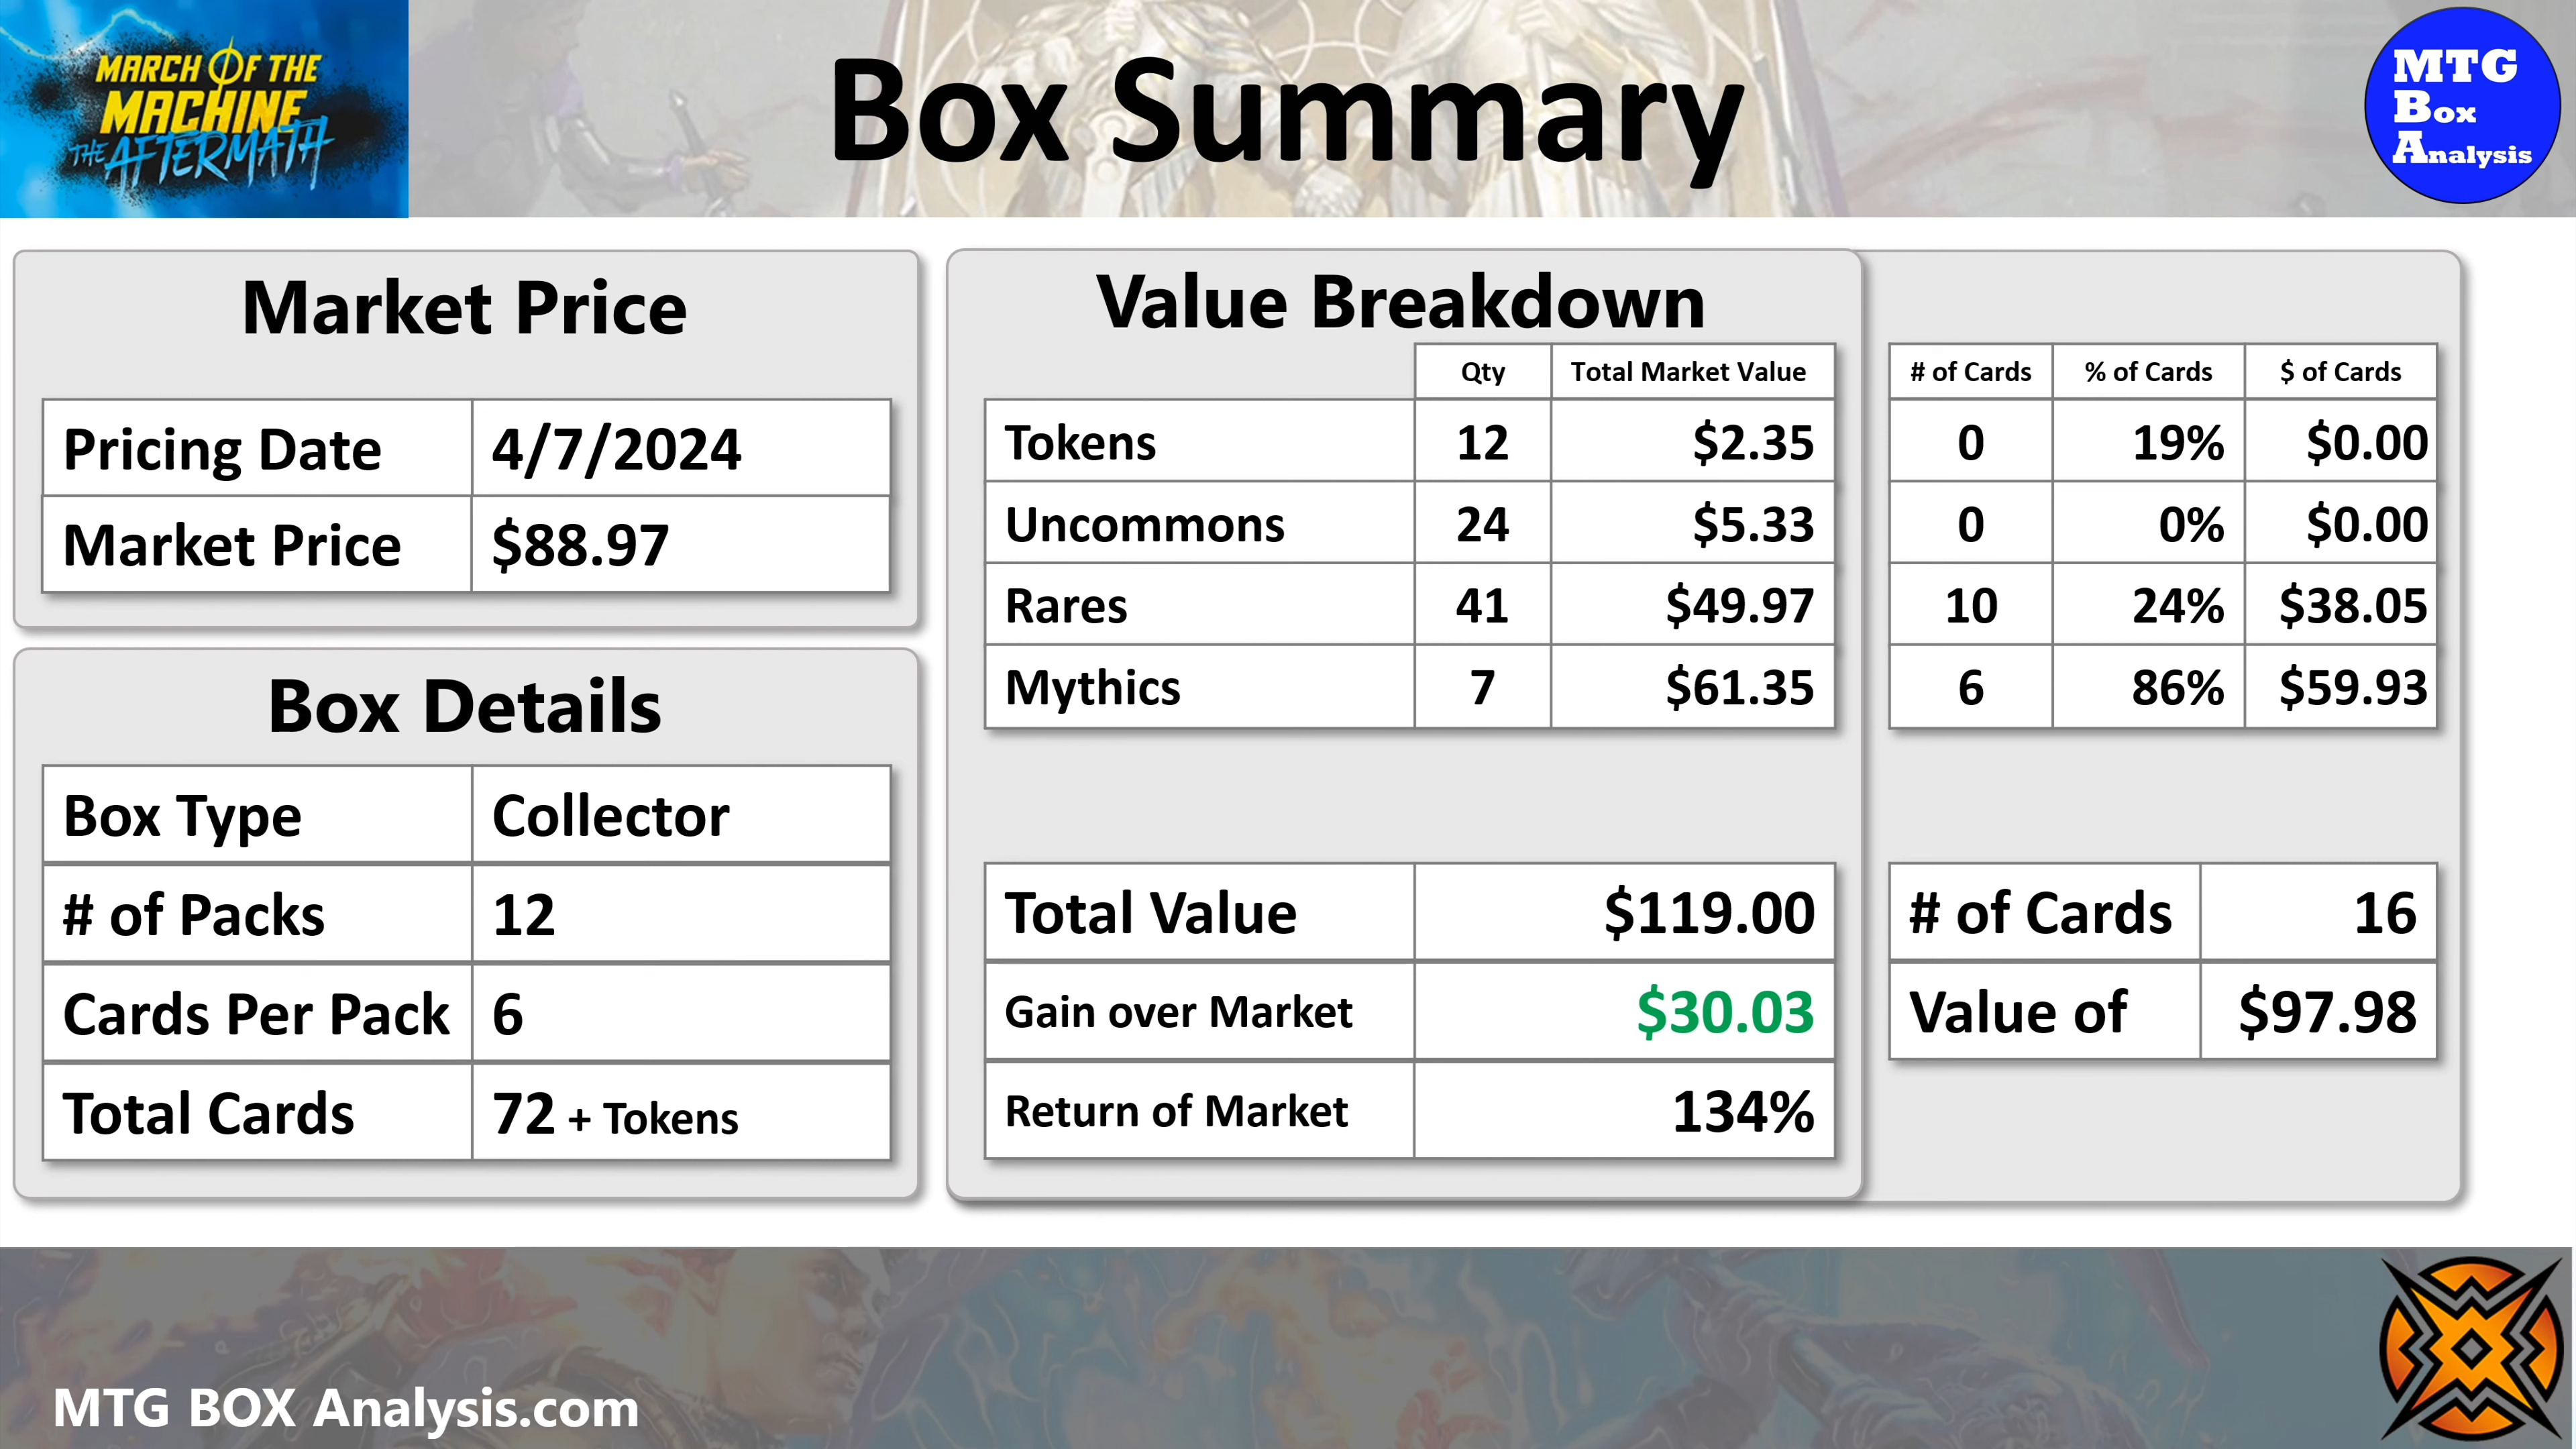 MARCH OF THE
MACHINE
THE AFTERMATH
Box Summary
MTG
Box
Analysis
Market Price
Pricing Date 4/7/2024
Market Price $88.97
Box Details
Box Type Collector
# of Packs 12
Cards Per Pack 6
Total Cards 72 + Tokens
Value Breakdown
Qty Total Market Value # of Cards % of Cards $ of Cards
Tokens 12 $2.35 0 19% $0.00
Uncommons 24 $5.33 0 0% $0.00
Rares 41 $49.97 10 24% $38.05
Mythics 7 $61.35 6 86% $59.93
Total Value $119.00 # of Cards 16
Gain over Market $30.03 Value of $97.98
Return of Market 134%
MTG BOX Analysis.com